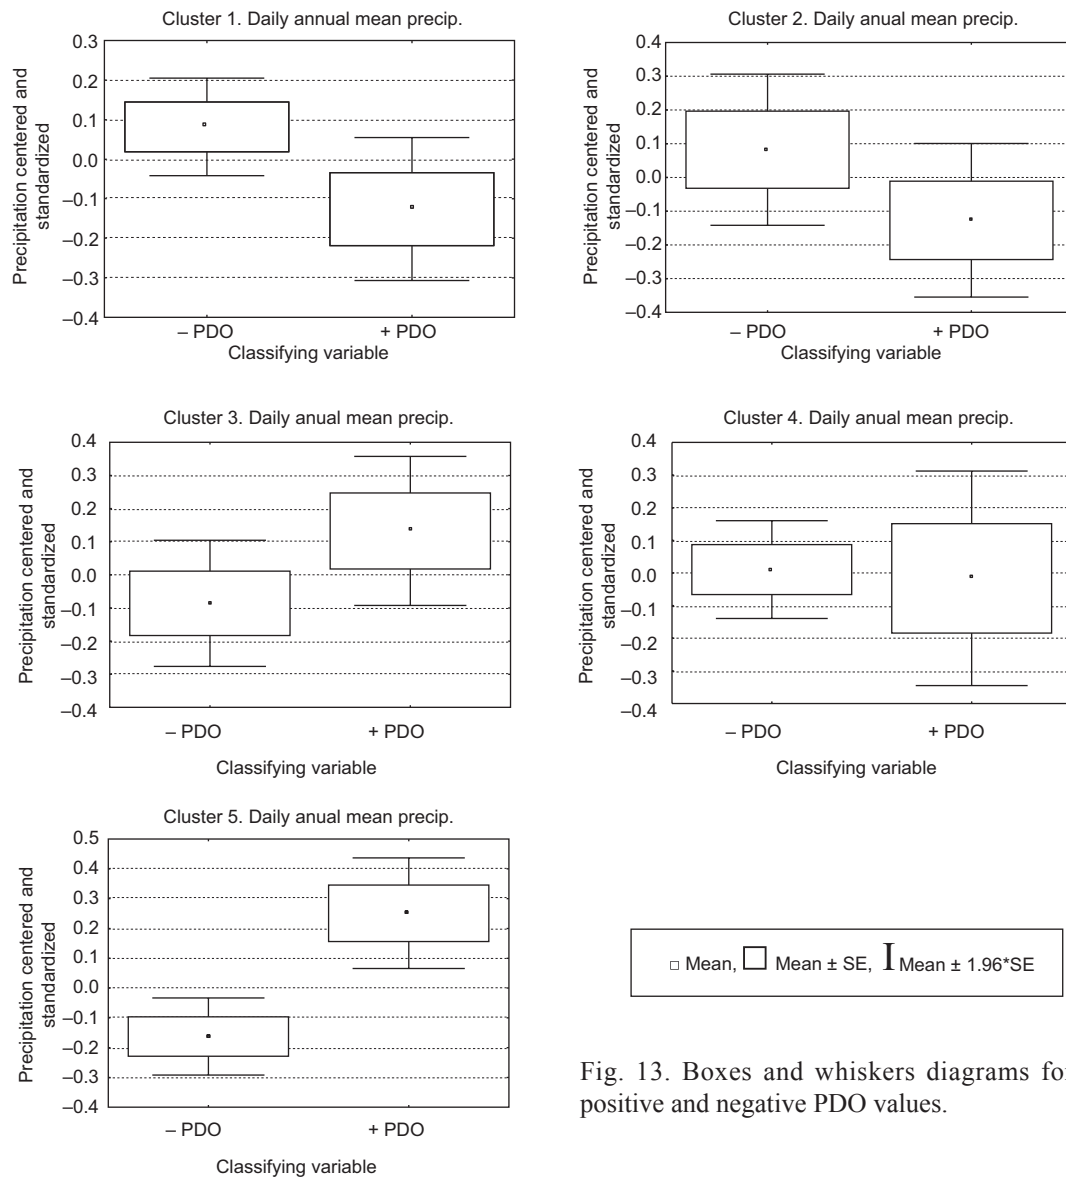 Cluster 1. Daily annual mean precip.
Precipitation centered and
standardized
0.3
0.2
0.1
0.0
–0.1
–0.2
–0.3
–0.4
– PDO + PDO
Classifying variable
Cluster 2. Daily anual mean precip.
Precipitation centered and
standardized
0.4
0.3
0.2
0.1
0.0
–0.1
–0.2
–0.3
–0.4
– PDO + PDO
Classifying variable
Cluster 3. Daily anual mean precip.
Precipitation centered and
standardized
0.4
0.3
0.2
0.1
0.0
–0.1
–0.2
–0.3
–0.4
– PDO + PDO
Classifying variable
Cluster 4. Daily anual mean precip.
Precipitation centered and
standardized
0.4
0.3
0.2
0.1
0.0
–0.1
–0.2
–0.3
–0.4
– PDO + PDO
Classifying variable
Cluster 5. Daily anual mean precip.
Precipitation centered and
standardized
0.5
0.4
0.3
0.2
0.1
0.0
–0.1
–0.2
–0.3
–0.4
– PDO + PDO
Classifying variable
Mean, Mean ± SE, Mean ± 1.96*SE
Fig. 13. Boxes and whiskers diagrams for
positive and negative PDO values.